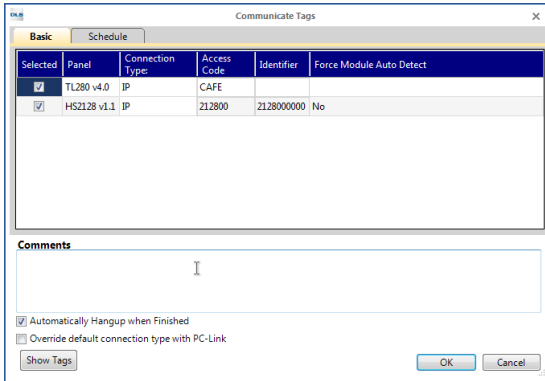 DLS Communicate Tags
Basic Schedule
Selected Panel Connection Type: Access Code Identifier Force Module Auto Detect
TL280 v4.0 IP CAFE
HS2128 v1.1 IP 212800 2128000000 No
Comments
Automatically Hangup when Finished
Override default connection type with PC-Link
Show Tags OK Cancel